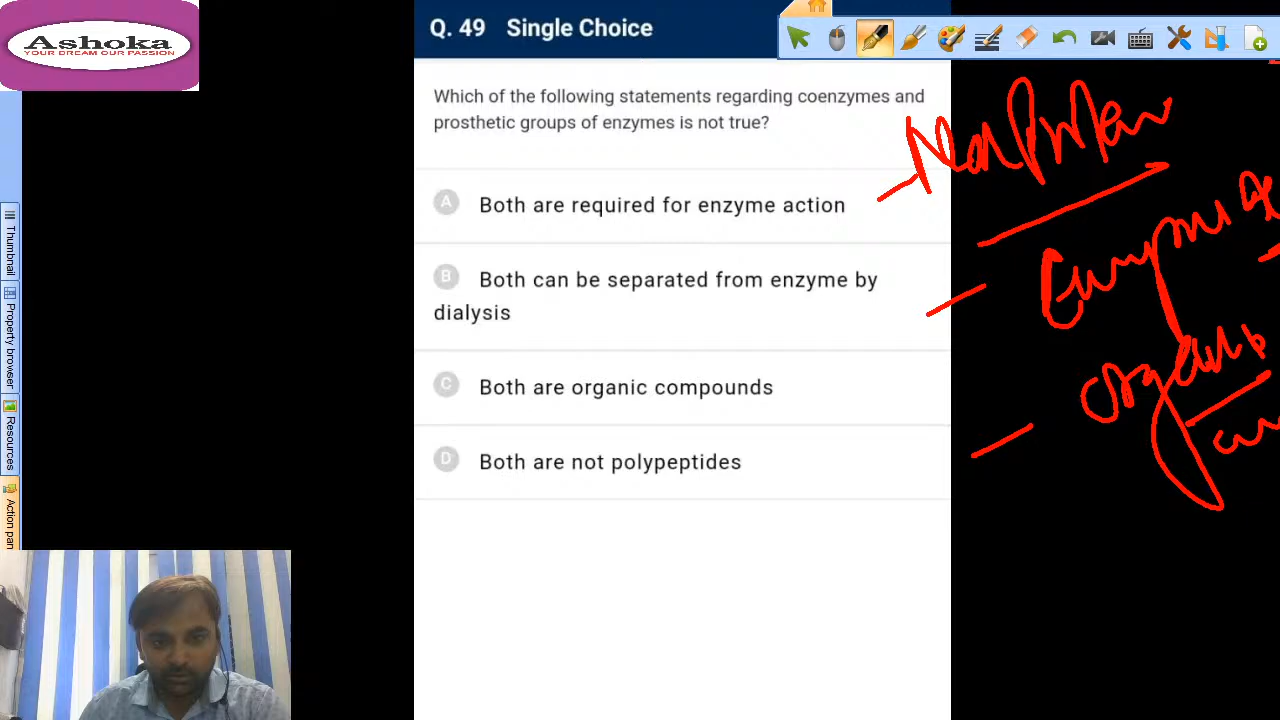 Ashoka
YOUR DREAM OUR PASSION
Q. 49 Single Choice
Which of the following statements regarding coenzymes and
prosthetic groups of enzymes is not true?
A Both are required for enzyme action
B Both can be separated from enzyme by
dialysis
C Both are organic compounds
D Both are not polypeptides
Thumbnail
Property browser
Resources
Action pan